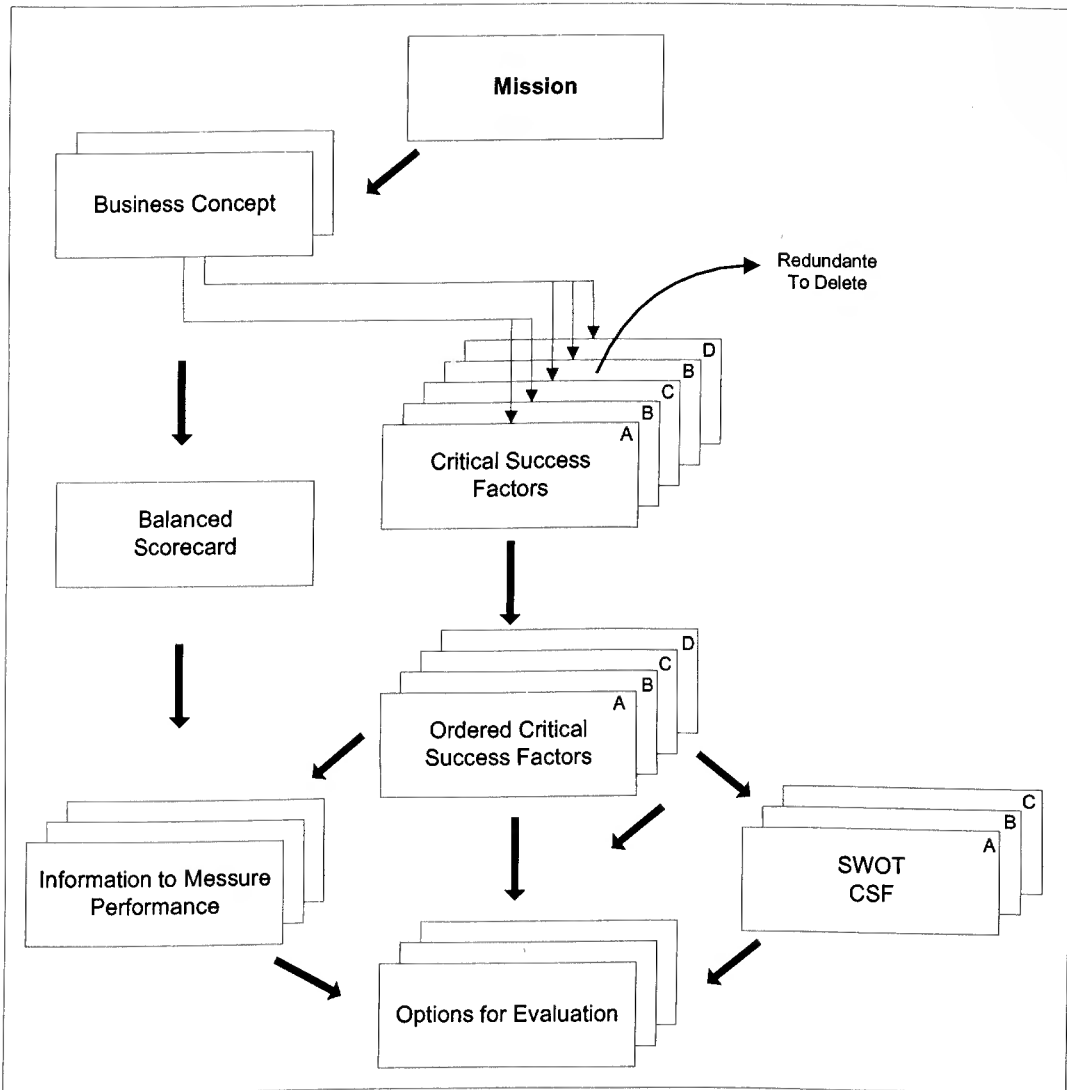 Mission
Business Concept
Redundante
To Delete
D
B
C
B
A
Critical Success
Factors
Balanced
Scorecard
D
C
B
A
Ordered Critical
Success Factors
C
B
A
SWOT
CSF
Information to Messure
Performance
Options for Evaluation